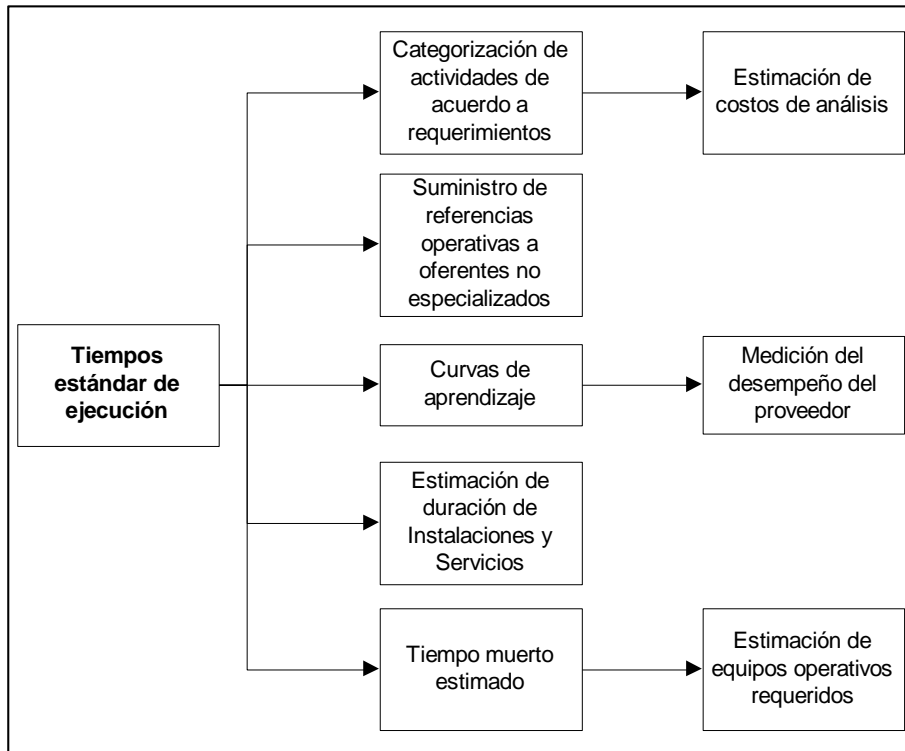 Categorización de
actividades de
acuerdo a
requerimientos
Estimación de
costos de análisis
Suministro de
referencias
operativas a
oferentes no
especializados
Tiempos
estándar de
ejecución
Curvas de
aprendizaje
Medición del
desempeño del
proveedor
Estimación de
duración de
Instalaciones y
Servicios
Tiempo muerto
estimado
Estimación de
equipos operativos
requeridos